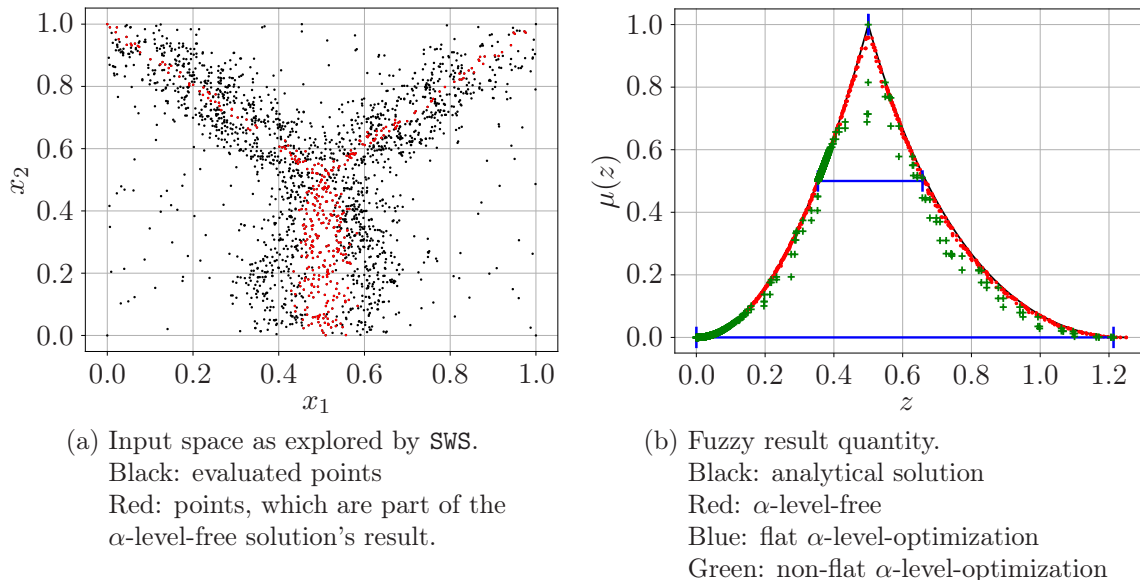 1.0
0.8
0.6
0.4
0.2
0.0
x₂
0.0 0.2 0.4 0.6 0.8 1.0
x₁
(a) Input space as explored by SWS.
Black: evaluated points
Red: points, which are part of the
α-level-free solution's result.
1.0
0.8
0.6
0.4
0.2
0.0
μ(z)
0.0 0.2 0.4 0.6 0.8 1.0 1.2
z
(b) Fuzzy result quantity.
Black: analytical solution
Red: α-level-free
Blue: flat α-level-optimization
Green: non-flat α-level-optimization